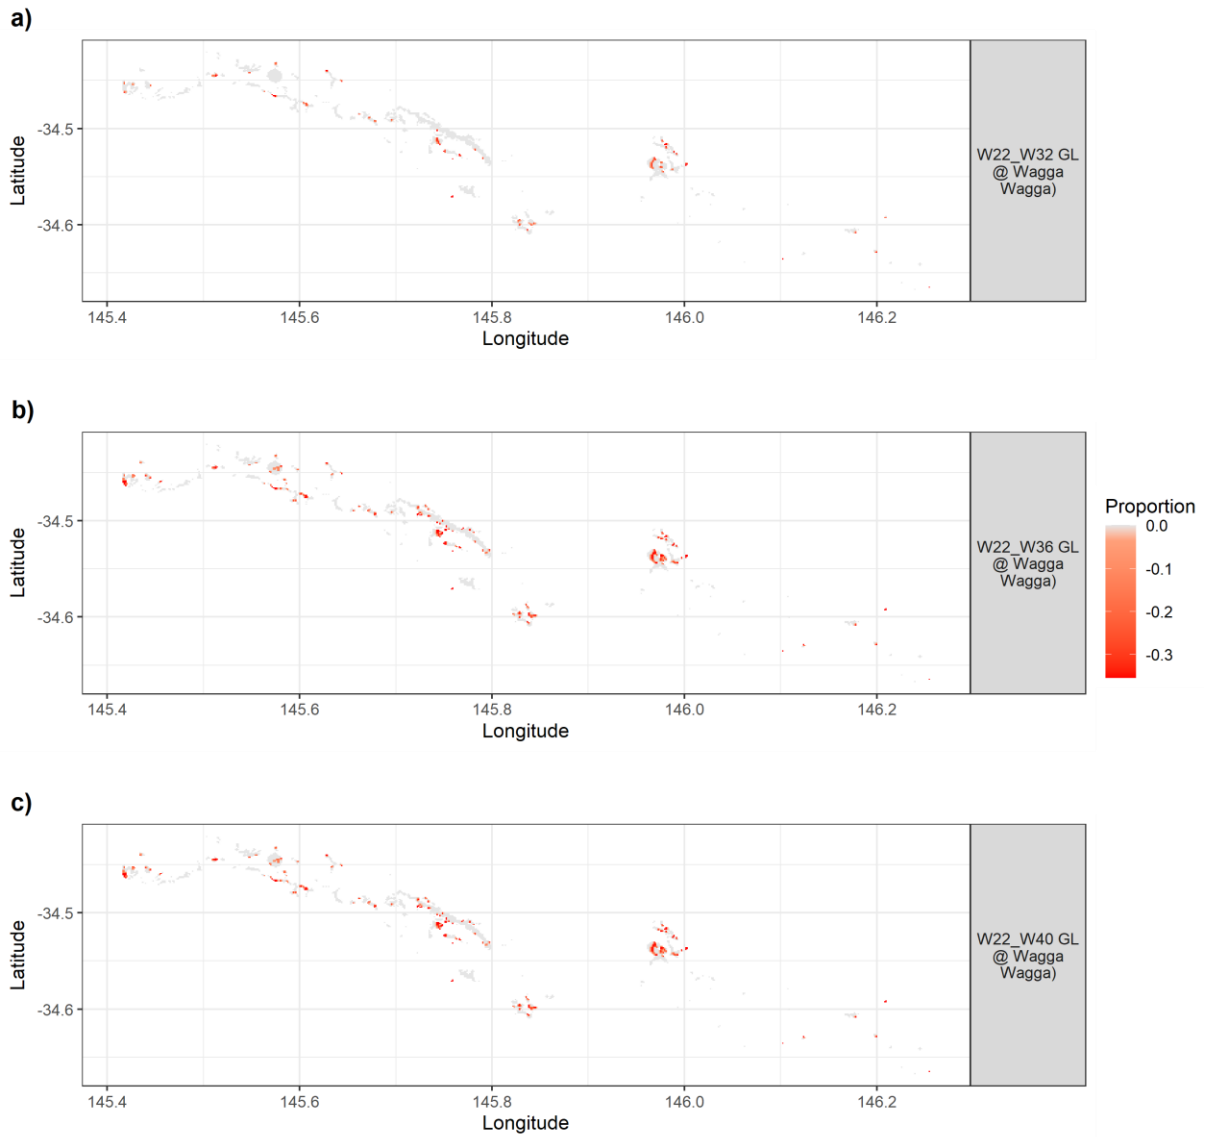 a)
Latitude
-34.5
-34.6
W22_W32 GL
@ Wagga
Wagga)
145.4 145.6 145.8 146.0 146.2
Longitude
b)
Latitude
-34.5
-34.6
W22_W36 GL
@ Wagga
Wagga)
145.4 145.6 145.8 146.0 146.2
Longitude
Proportion
0.0
-0.1
-0.2
-0.3
c)
Latitude
-34.5
-34.6
W22_W40 GL
@ Wagga
Wagga)
145.4 145.6 145.8 146.0 146.2
Longitude